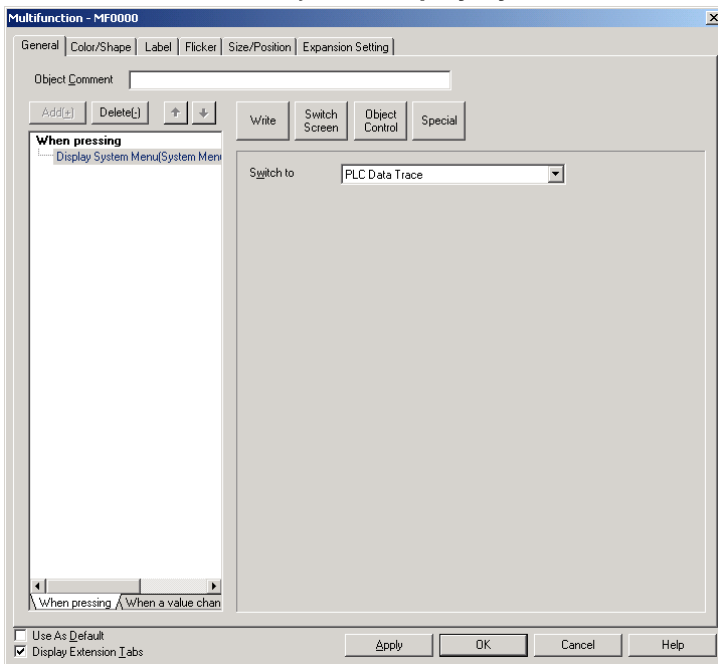 Multifunction - MF0000
General Color/Shape Label Flicker Size/Position Expansion Setting
Object Comment
Add(+) Delete(-)
Write Switch Screen Object Control Special
When pressing
Display System Menu(System Menu
Switch to PLC Data Trace
When pressing When a value chan
Use As Default
Display Extension Tabs
Apply OK Cancel Help